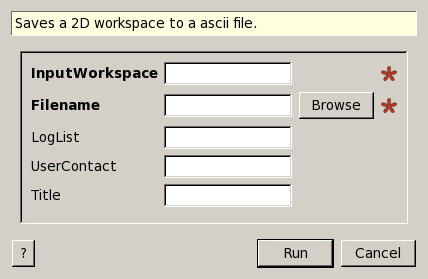 Saves a 2D workspace to a ascii file.
InputWorkspace
Filename Browse
LogList
UserContact
Title
? Run Cancel